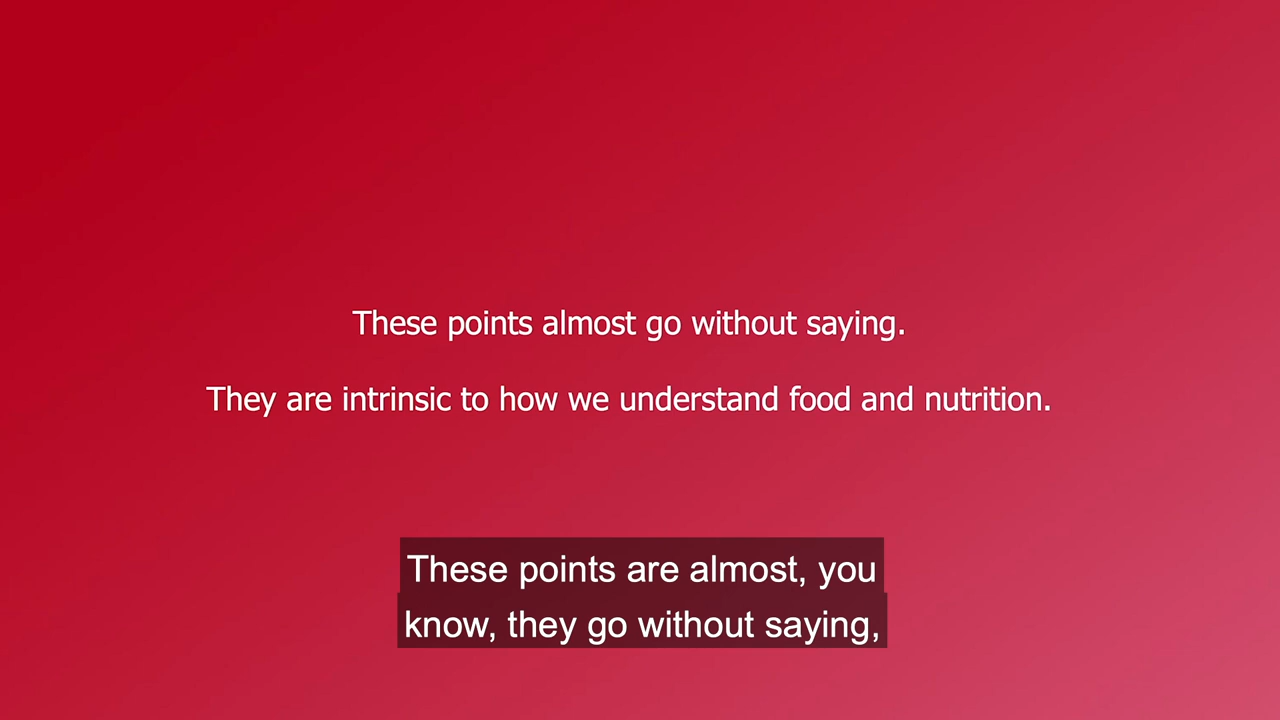 These points almost go without saying.
They are intrinsic to how we understand food and nutrition.
These points are almost, you
know, they go without saying,